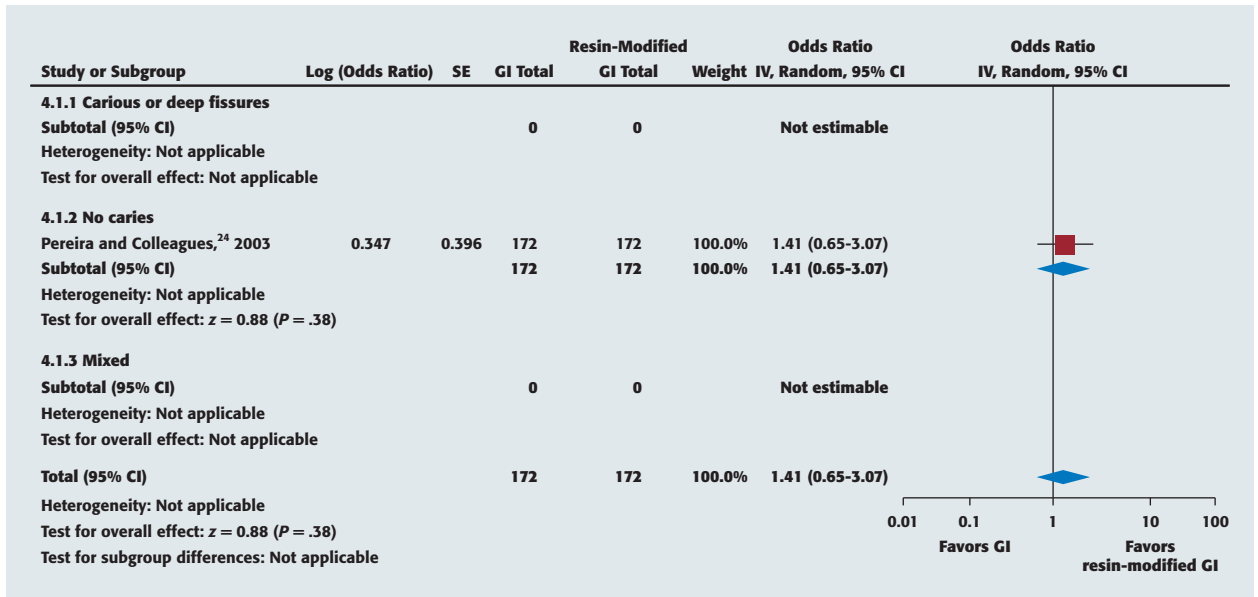 Resin-Modified Odds Ratio Odds Ratio
Study or Subgroup Log (Odds Ratio) SE GI Total GI Total Weight IV, Random, 95% CI IV, Random, 95% CI
4.1.1 Carious or deep fissures
Subtotal (95% CI) 0 0 Not estimable
Heterogeneity: Not applicable
Test for overall effect: Not applicable
4.1.2 No caries
Pereira and Colleagues,24 2003 0.347 0.396 172 172 100.0% 1.41 (0.65-3.07)
Subtotal (95% CI) 172 172 100.0% 1.41 (0.65-3.07)
Heterogeneity: Not applicable
Test for overall effect: z = 0.88 (P = .38)
4.1.3 Mixed
Subtotal (95% CI) 0 0 Not estimable
Heterogeneity: Not applicable
Test for overall effect: Not applicable
Total (95% CI) 172 172 100.0% 1.41 (0.65-3.07)
Heterogeneity: Not applicable
Test for overall effect: z = 0.88 (P = .38)
Test for subgroup differences: Not applicable
0.01 0.1 1 10 100
Favors GI Favors
resin-modified GI